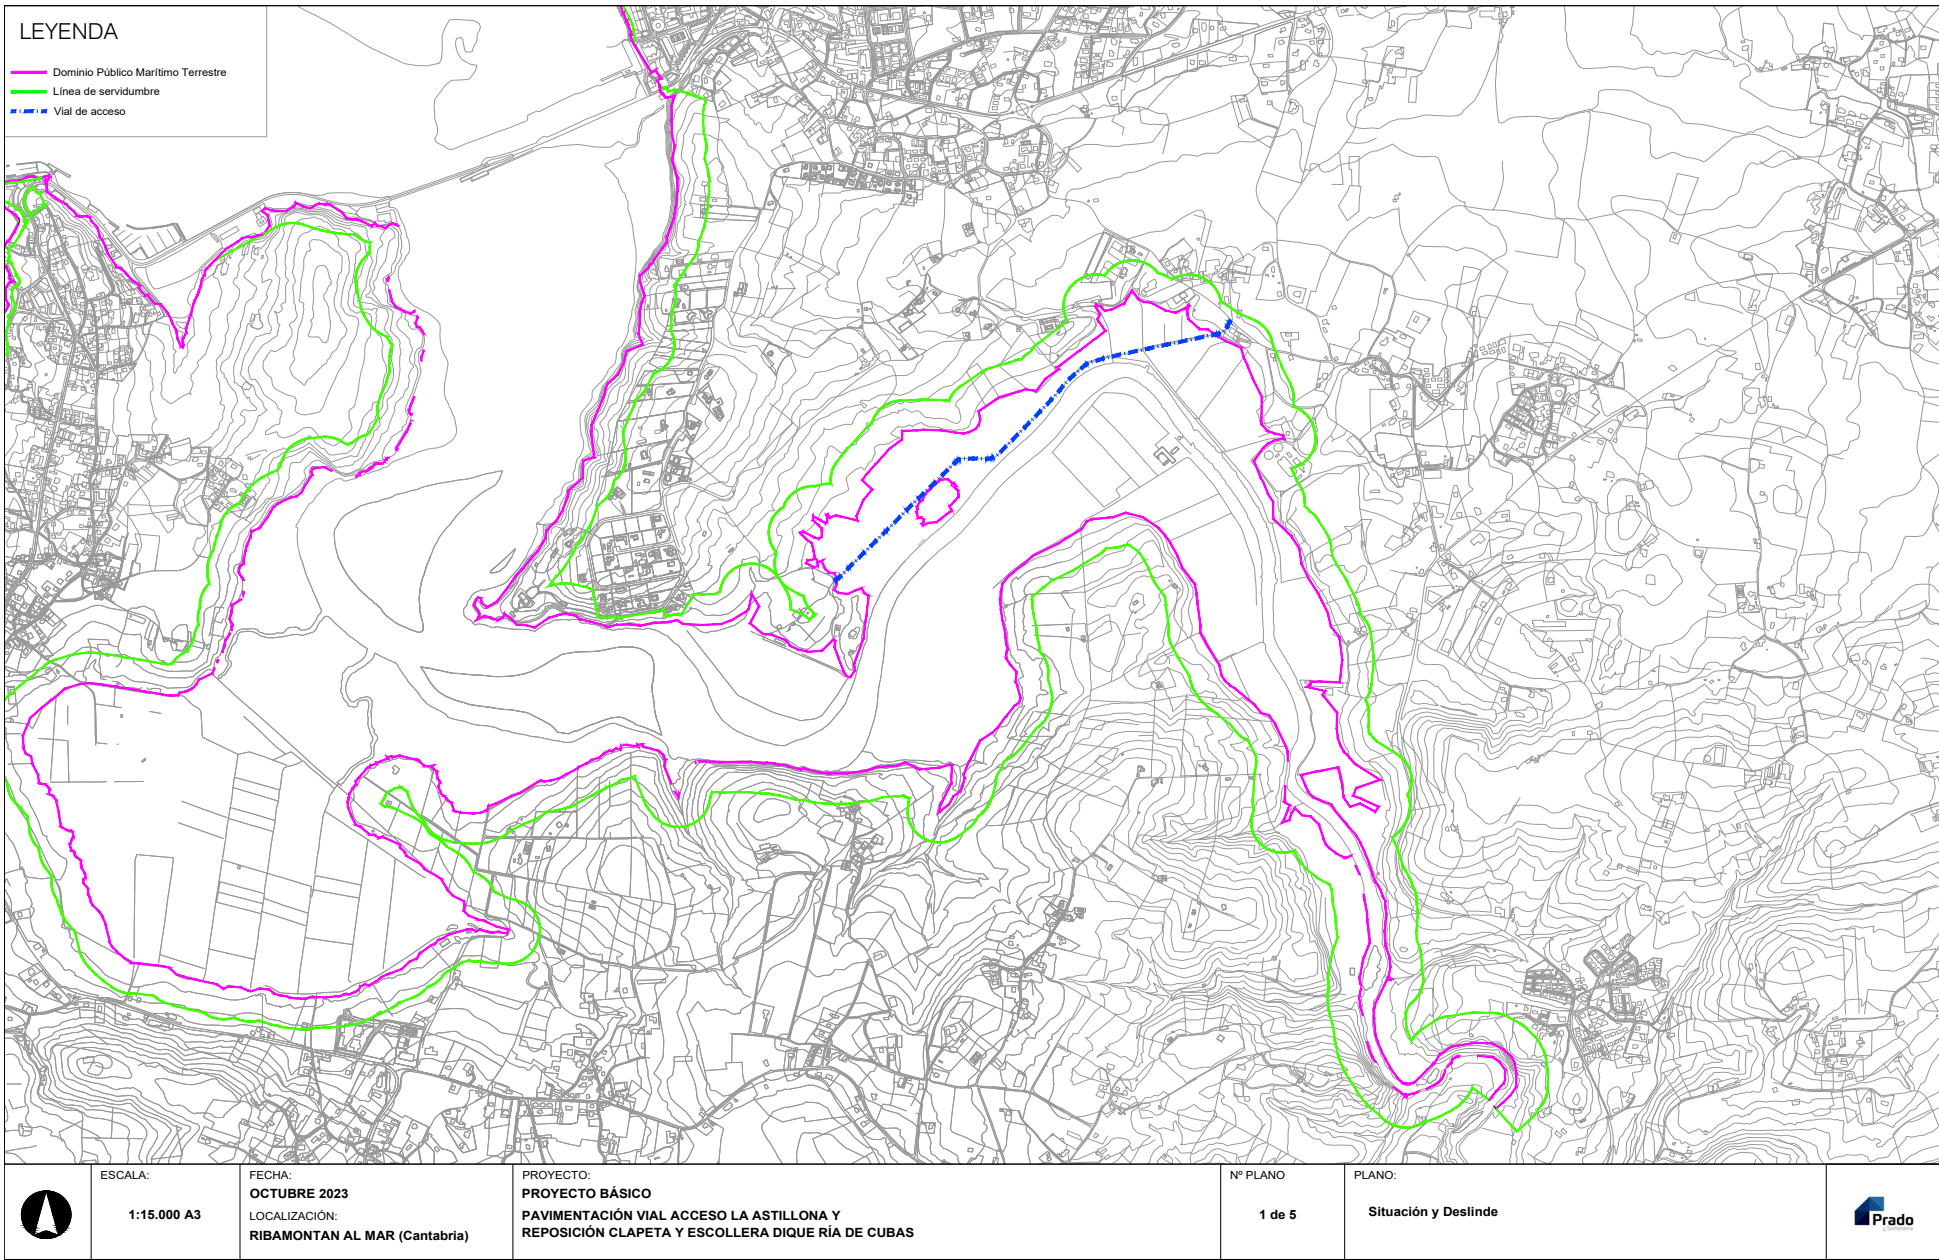 LEYENDA
Dominio Público Marítimo Terrestre
Línea de servidumbre
Vial de acceso
ESCALA:
1:15.000 A3
FECHA:
OCTUBRE 2023
LOCALIZACIÓN:
RIBAMONTAN AL MAR (Cantabria)
PROYECTO:
PROYECTO BÁSICO
PAVIMENTACIÓN VIAL ACCESO LA ASTILLONA Y
REPOSICIÓN CLAPETA Y ESCOLLERA DIQUE RÍA DE CUBAS
Nº PLANO
1 de 5
PLANO:
Situación y Deslinde
Prado